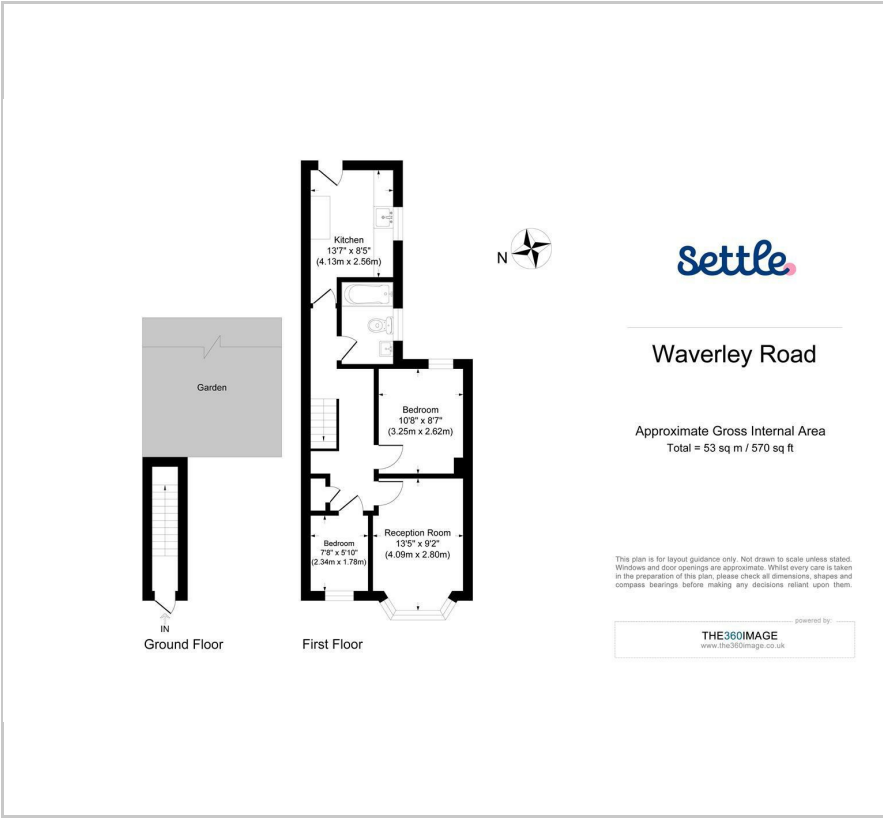 Kitchen
13'7" x 8'5"
(4.13m x 2.56m)
N
Settle
Garden
Waverley Road
Bedroom
10'8" x 8'7"
(3.25m x 2.62m)
Approximate Gross Internal Area
Total = 53 sq m / 570 sq ft
Reception Room
13'5" x 9'2"
(4.09m x 2.80m)
Bedroom
7'8" x 5'10"
(2.34m x 1.78m)
This plan is for layout guidance only. Not drawn to scale unless stated.
Windows and door openings are approximate. Whilst every care is taken
in the preparation of this plan, please check all dimensions, shapes and
compass bearings before making any decisions reliant upon them.
powered by:
THE360IMAGE
www.the360image.co.uk
IN
Ground Floor
First Floor